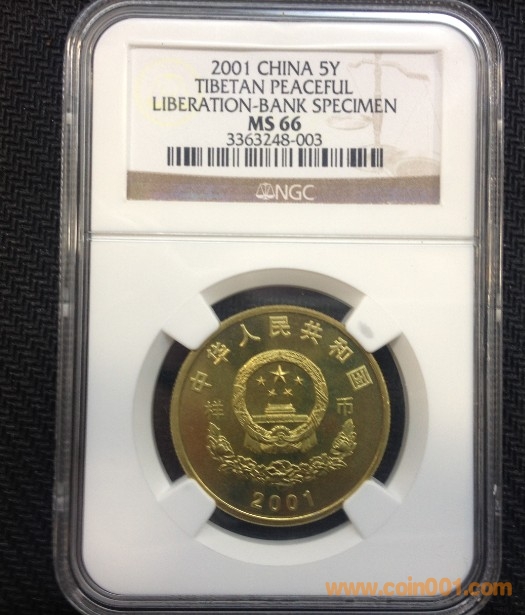 2001 CHINA 5Y
TIBETAN PEACEFUL
LIBERATION-BANK SPECIMEN
MS 66
3363248-003
NGC
中华人民共和国
样 币
2001
www.coin001.com